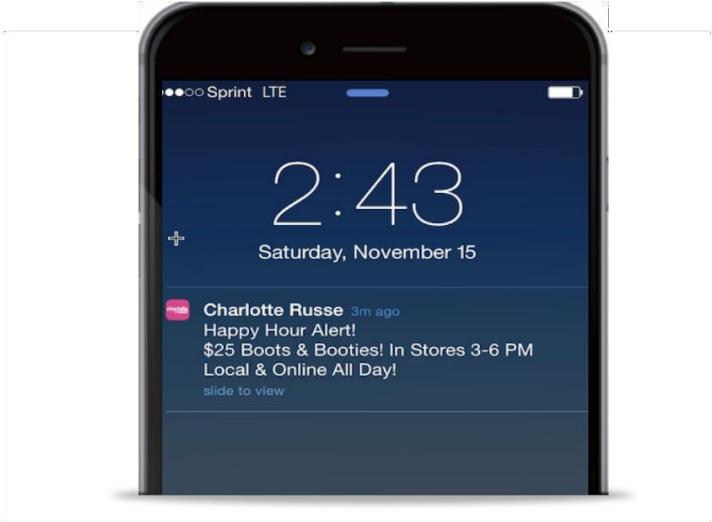 Sprint LTE
2:43
Saturday, November 15
Charlotte Russe 3m ago
Happy Hour Alert!
$25 Boots & Booties! In Stores 3-6 PM
Local & Online All Day!
slide to view